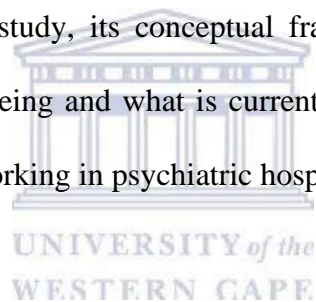 study, its conceptual fra
eing and what is current
orking in psychiatric hosp
UNIVERSITY of the
WESTERN CAPE